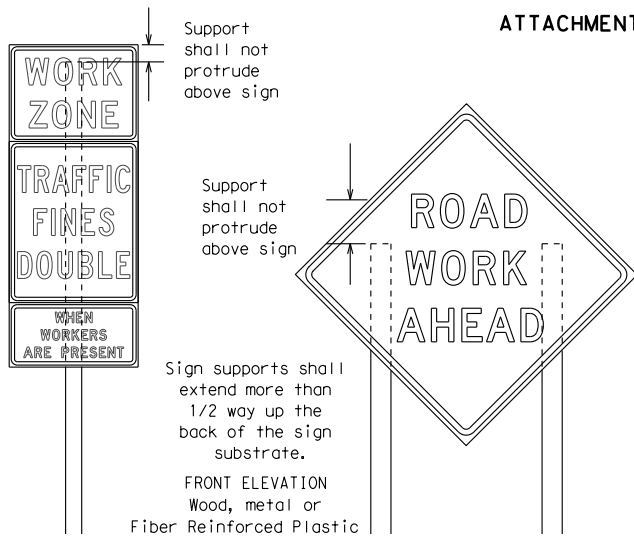 ATTACHMENT
Support
shall not
protrude
above sign
WORK
ZONE
TRAFFIC
FINES
DOUBLE
WHEN
WORKERS
ARE PRESENT
Support
shall not
protrude
above sign
ROAD
WORK
AHEAD
Sign supports shall
extend more than
1/2 way up the
back of the sign
substrate.
FRONT ELEVATION
Wood, metal or
Fiber Reinforced Plastic